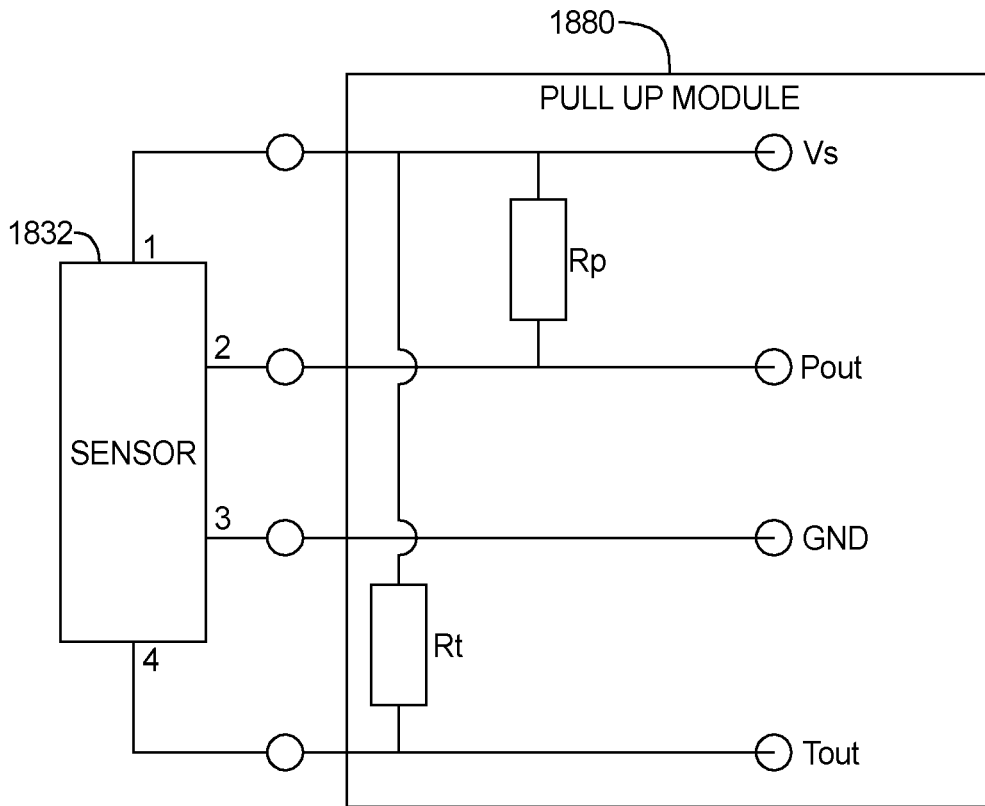 1880
PULL UP MODULE
Vs
1832
1
Rp
2
Pout
SENSOR
3
GND
Rt
4
Tout